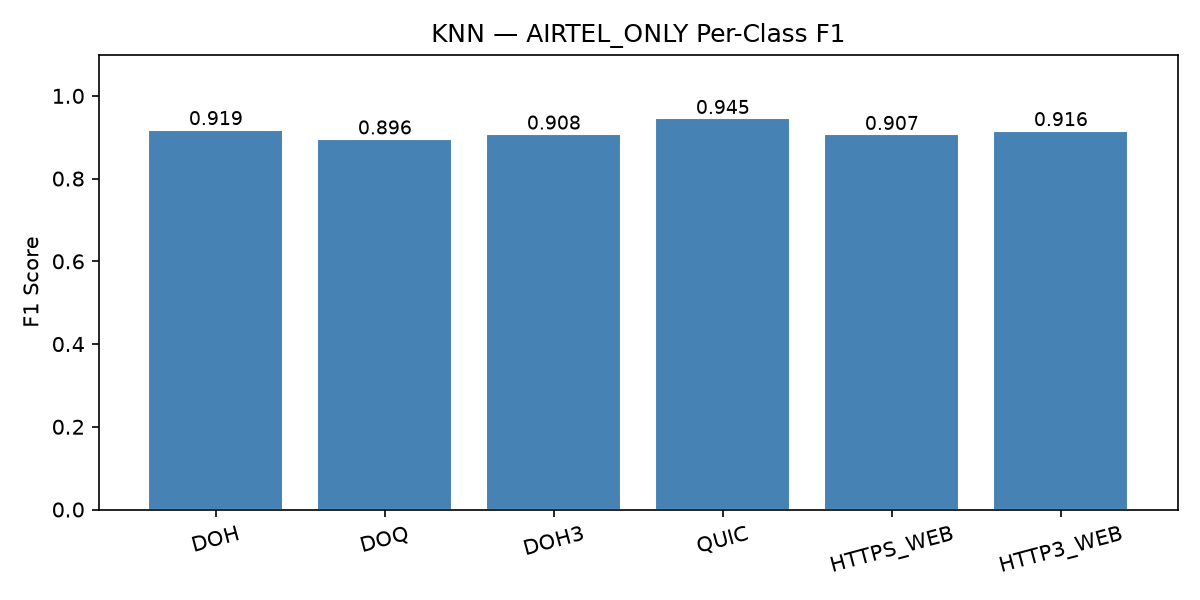 KNN — AIRTEL_ONLY Per-Class F1
F1 Score
1.0
0.8
0.6
0.4
0.2
0.0
0.919
0.896
0.908
0.945
0.907
0.916
DOH
DOQ
DOH3
QUIC
HTTPS_WEB
HTTP3_WEB